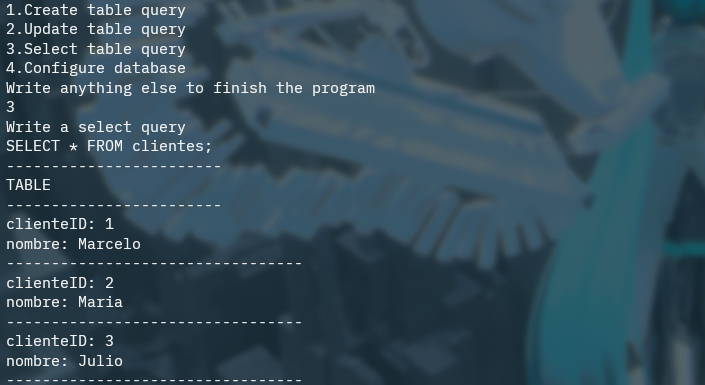 1.Create table query
2.Update table query
3.Select table query
4.Configure database
Write anything else to finish the program
3
Write a select query
SELECT * FROM clientes;
------------------------
TABLE
------------------------
clienteID: 1
nombre: Marcelo
---------------------------------
clienteID: 2
nombre: Maria
---------------------------------
clienteID: 3
nombre: Julio
---------------------------------